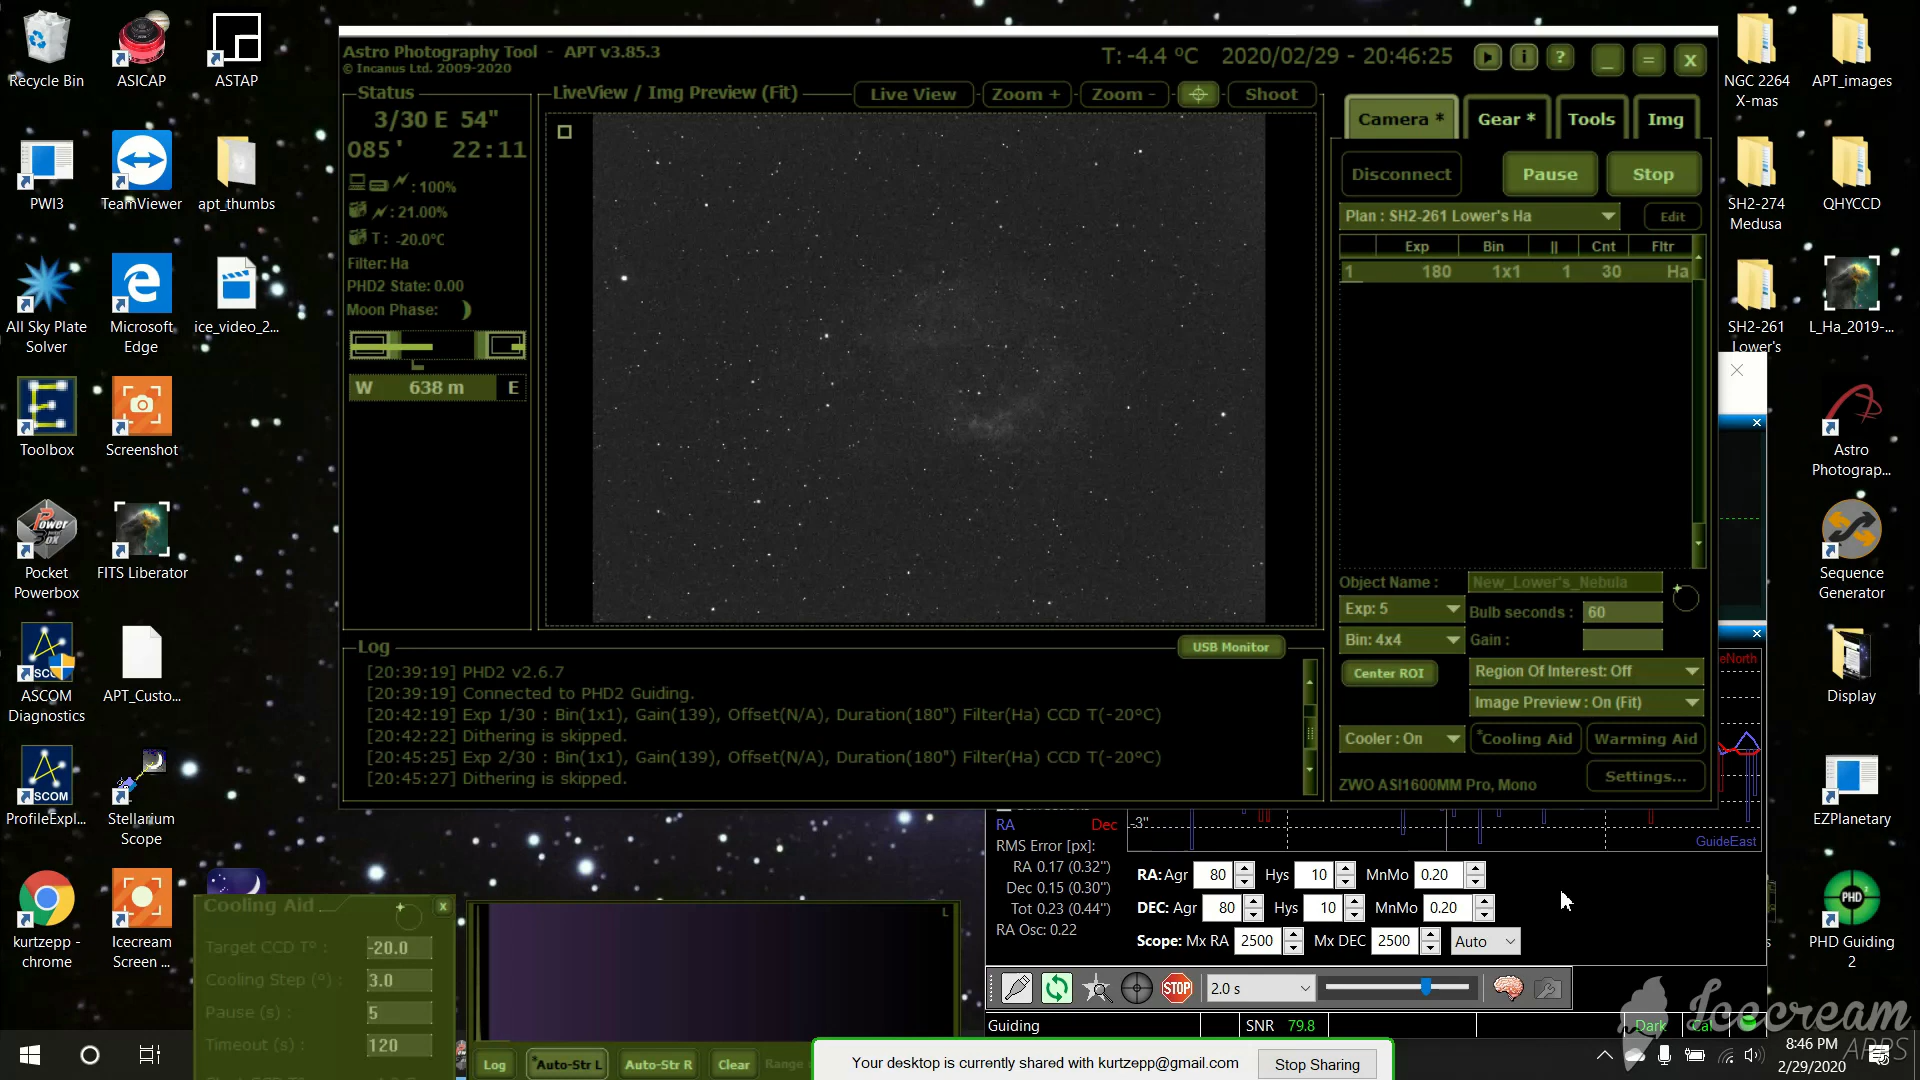 Recycle Bin
ASICAP
ASTAP
PWI3
TeamViewer
apt_thumbs
All Sky Plate
Solver
Microsoft
Edge
ice_video_2...
Toolbox
Screenshot
Pocket
Powerbox
FITS Liberator
ASCOM
Diagnostics
APT_Custo...
ProfileExpl...
Stellarium
Scope
kurtzepp -
chrome
Icecream
Screen ...
Astro Photography Tool - APT v3.85.3
© Incanus Ltd. 2009-2020
T: -4.4 °C 2020/02/29 - 20:46:25
Status
3/30 E 54"
085' 22:11
: 100%
: 21.00%
T : -20.0°C
Filter: Ha
PHD2 State: 0.00
Moon Phase:
W 638 m E
LiveView / Img Preview (Fit)
Live View
Zoom +
Zoom -
Shoot
Camera *
Gear *
Tools
Img
Disconnect
Pause
Stop
Plan : SH2-261 Lower's Ha
Edit
Exp Bin || Cnt Fltr
1 180 1x1 1 30 Ha
Object Name : New_Lower's_Nebula
Exp: 5
Bulb seconds : 60
Bin: 4x4
Gain :
Center ROI
Region Of Interest: Off
Image Preview : On (Fit)
Cooler : On
*Cooling Aid
Warming Aid
ZWO ASI1600MM Pro, Mono
Settings...
Log
USB Monitor
[20:39:19] PHD2 v2.6.7
[20:39:19] Connected to PHD2 Guiding.
[20:42:19] Exp 1/30 : Bin(1x1), Gain(139), Offset(N/A), Duration(180") Filter(Ha) CCD T(-20°C)
[20:42:22] Dithering is skipped.
[20:45:25] Exp 2/30 : Bin(1x1), Gain(139), Offset(N/A), Duration(180") Filter(Ha) CCD T(-20°C)
[20:45:27] Dithering is skipped.
NGC 2264
X-mas
APT_images
SH2-274
Medusa
QHYCCD
SH2-261
Lower's
L_Ha_2019-...
Astro
Photograp...
Sequence
Generator
Display
EZPlanetary
PHD Guiding
2
eNorth
GuideEast
RA Dec
-3"
RMS Error [px]:
RA 0.17 (0.32")
Dec 0.15 (0.30")
Tot 0.23 (0.44")
RA Osc: 0.22
RA: Agr 80 Hys 10 MnMo 0.20
DEC: Agr 80 Hys 10 MnMo 0.20
Scope: Mx RA 2500 Mx DEC 2500 Auto
STOP
2.0 s
Guiding
SNR 79.8
Dark
Cal
Cooling Aid
Target CCD T° : -20.0
Cooling Step (°) : 3.0
Pause (s) : 5
Timeout (s) : 120
L
Log
*Auto-Str L
Auto-Str R
Clear
Range
Your desktop is currently shared with kurtzepp@gmail.com
Stop Sharing
Icecream
APPS
8:46 PM
2/29/2020